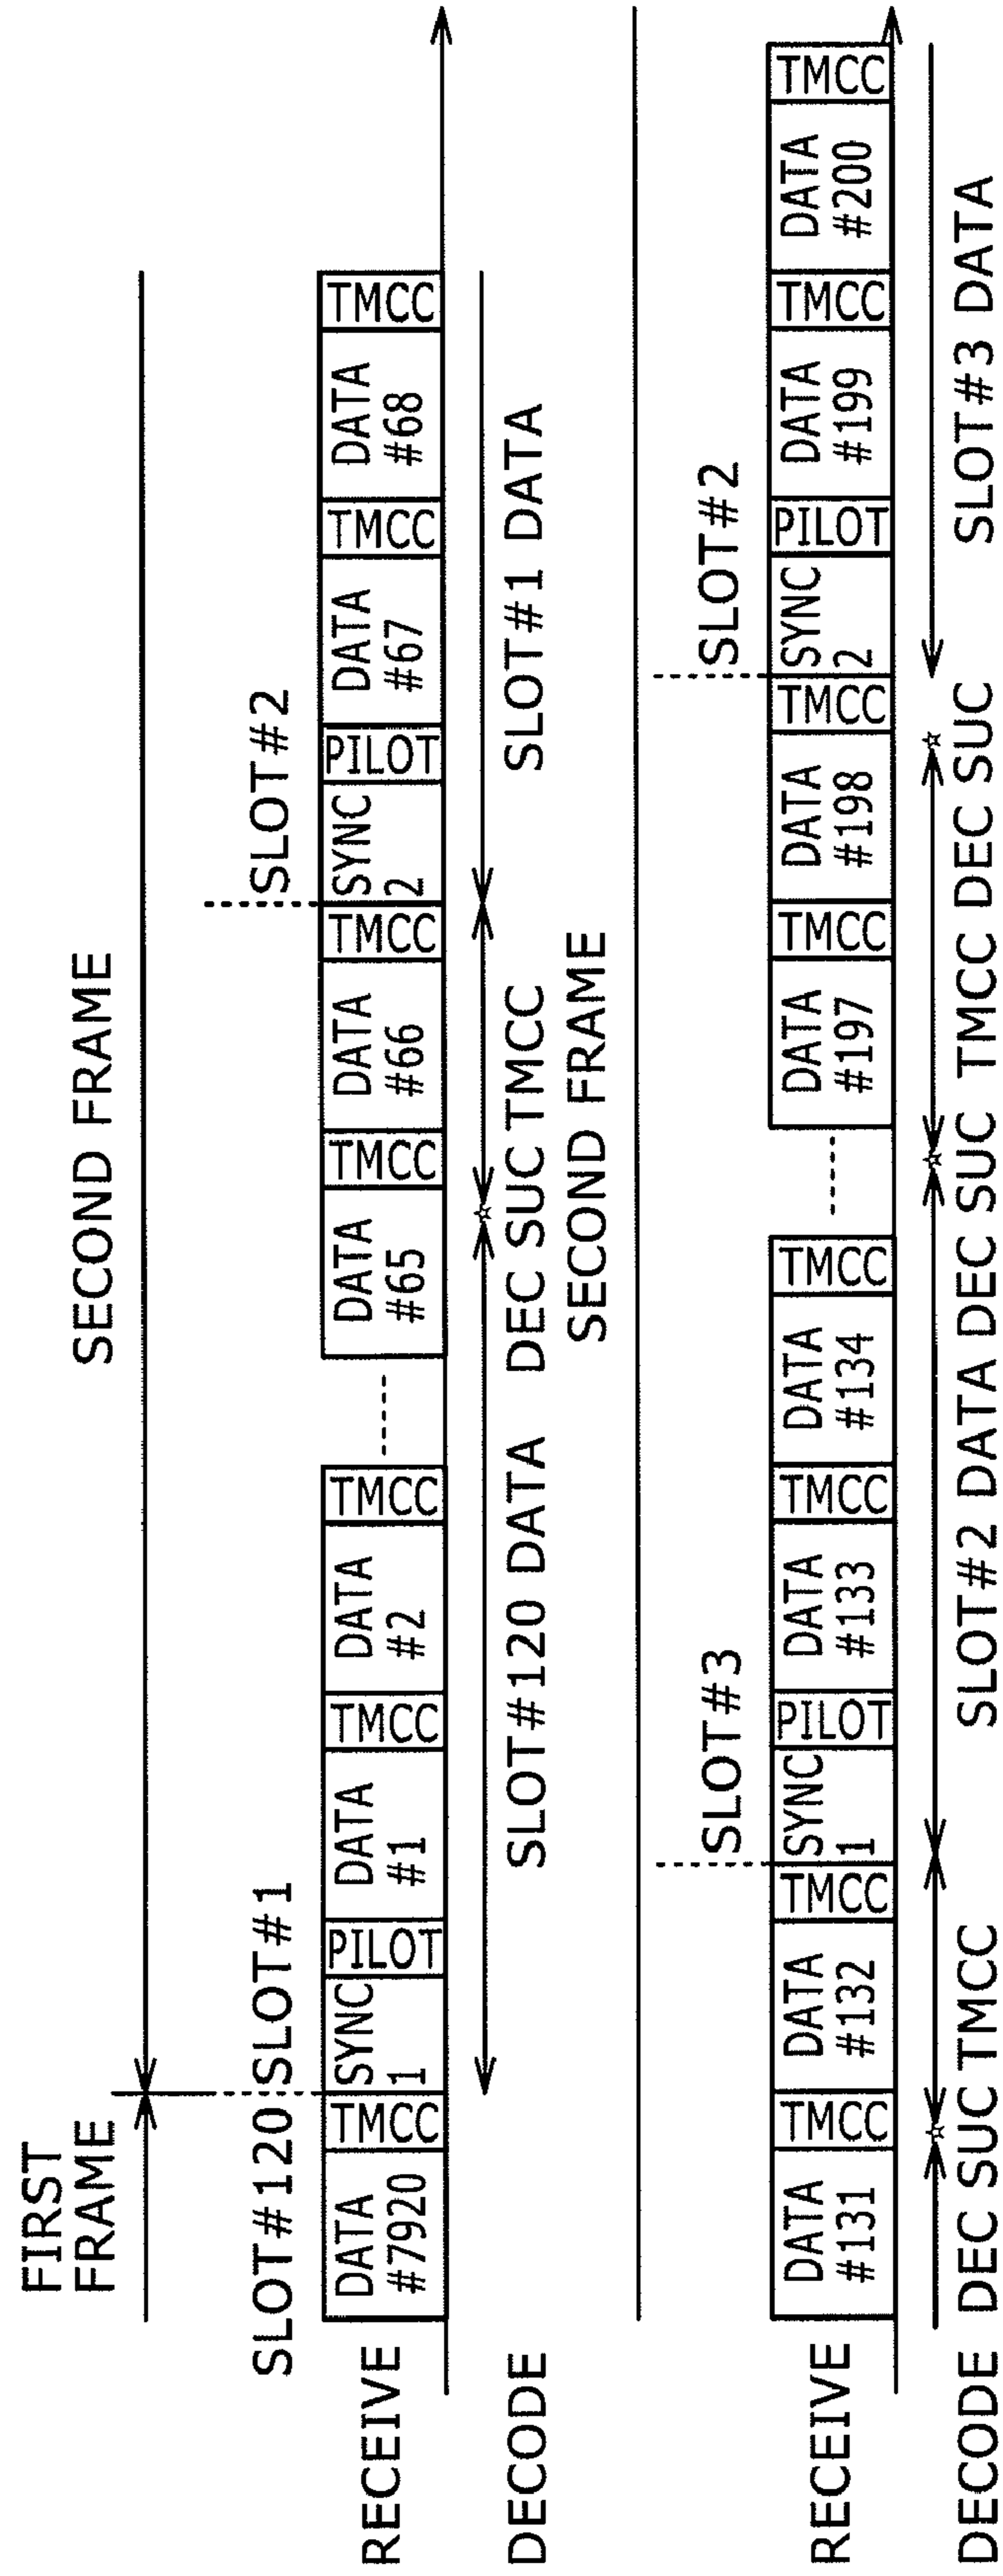 FIRST
FRAME
SECOND FRAME
SLOT#120 SLOT#1
SLOT#2
RECEIVE
DATA
#7920
TMCC
SYNC
1
PILOT
DATA
#1
TMCC
DATA
#2
TMCC
DATA
#65
TMCC
DATA
#66
TMCC
SYNC
2
PILOT
DATA
#67
TMCC
DATA
#68
TMCC
DECODE
SLOT#120 DATA
DEC SUC TMCC
SLOT#1 DATA
SECOND FRAME
SLOT#3
SLOT#2
RECEIVE
DATA
#131
TMCC
DATA
#132
TMCC
SYNC
1
PILOT
DATA
#133
TMCC
DATA
#134
TMCC
DATA
#197
TMCC
DATA
#198
TMCC
SYNC
2
PILOT
DATA
#199
TMCC
DATA
#200
TMCC
DECODE
DEC SUC TMCC
SLOT#2 DATA DEC SUC
TMCC DEC SUC
SLOT#3 DATA